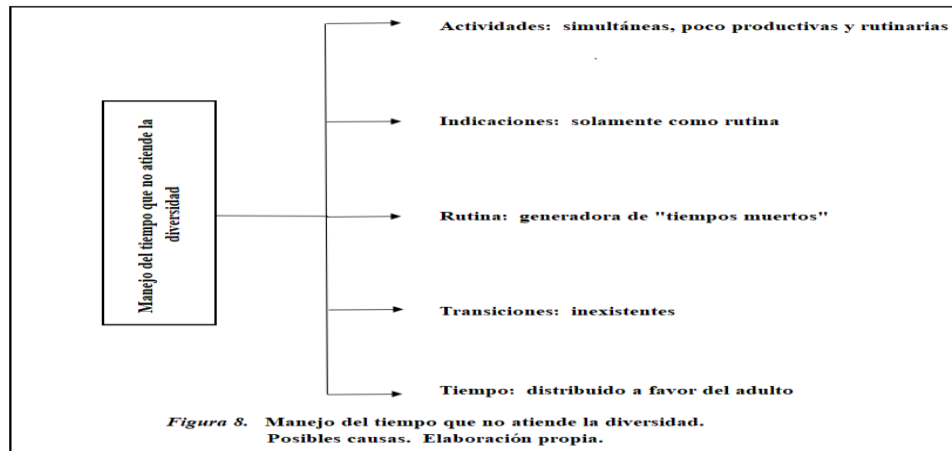 Actividades: simultáneas, poco productivas y rutinarias
Manejo del tiempo que no atiende la
diversidad
Indicaciones: solamente como rutina
Rutina: generadora de "tiempos muertos"
Transiciones: inexistentes
Tiempo: distribuido a favor del adulto
Figura 8. Manejo del tiempo que no atiende la diversidad.
Posibles causas. Elaboración propia.